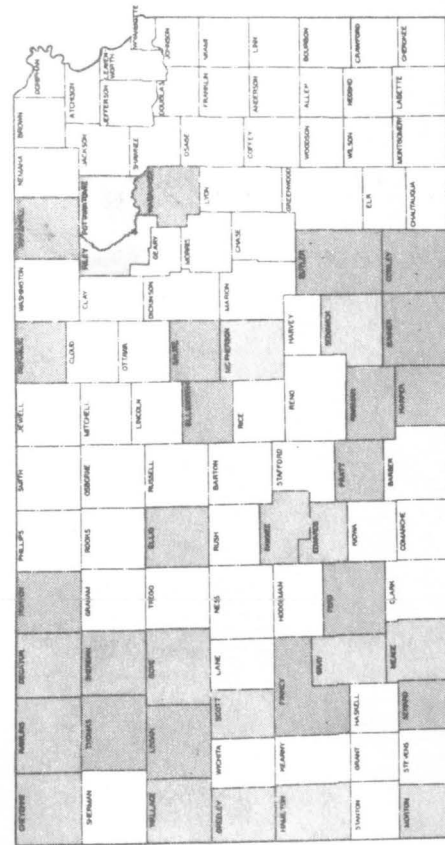 CHEYENNE
RAWLINS
DECATUR
NORTON
PHILLIPS
SMITH
JEWELL
REPUBLIC
WASHINGTON
MARSHALL
NEMAHA
BROWN
DONIPHAN
SHERMAN
THOMAS
SHERIDAN
GRAHAM
ROOKS
OSBORNE
MITCHELL
CLOUD
CLAY
RILEY
POTTAWATOMIE
JACKSON
ATCHISON
JEFFERSON
LEAVEN
WORTH
WYANDOTTE
WALLACE
LOGAN
GOVE
TREGO
ELLIS
RUSSELL
LINCOLN
OTTAWA
SALINE
DICKINSON
GEARY
WABAUNSEE
SHAWNEE
DOUGLAS
JOHNSON
GREELEY
WICHITA
SCOTT
LANE
NESS
RUSH
BARTON
ELLSWORTH
RICE
MC PHERSON
MARION
MORRIS
CHASE
LYON
OSAGE
FRANKLIN
MIAMI
HAMILTON
KEARNY
FINNEY
HODGEMAN
PAWNEE
EDWARDS
STAFFORD
RENO
HARVEY
BUTLER
GREENWOOD
COFFEY
ANDERSON
LINN
STANTON
GRANT
HASKELL
GRAY
FORD
KIOWA
PRATT
KINGMAN
SEDGWICK
WOODSON
ALLEN
BOURBON
WILSON
NEOSHO
CRAWFORD
MORTON
STEVENS
SEWARD
MEADE
CLARK
COMANCHE
BARBER
HARPER
SUMNER
COWLEY
ELK
CHAUTAUQUA
MONTGOMERY
LABETTE
CHEROKEE